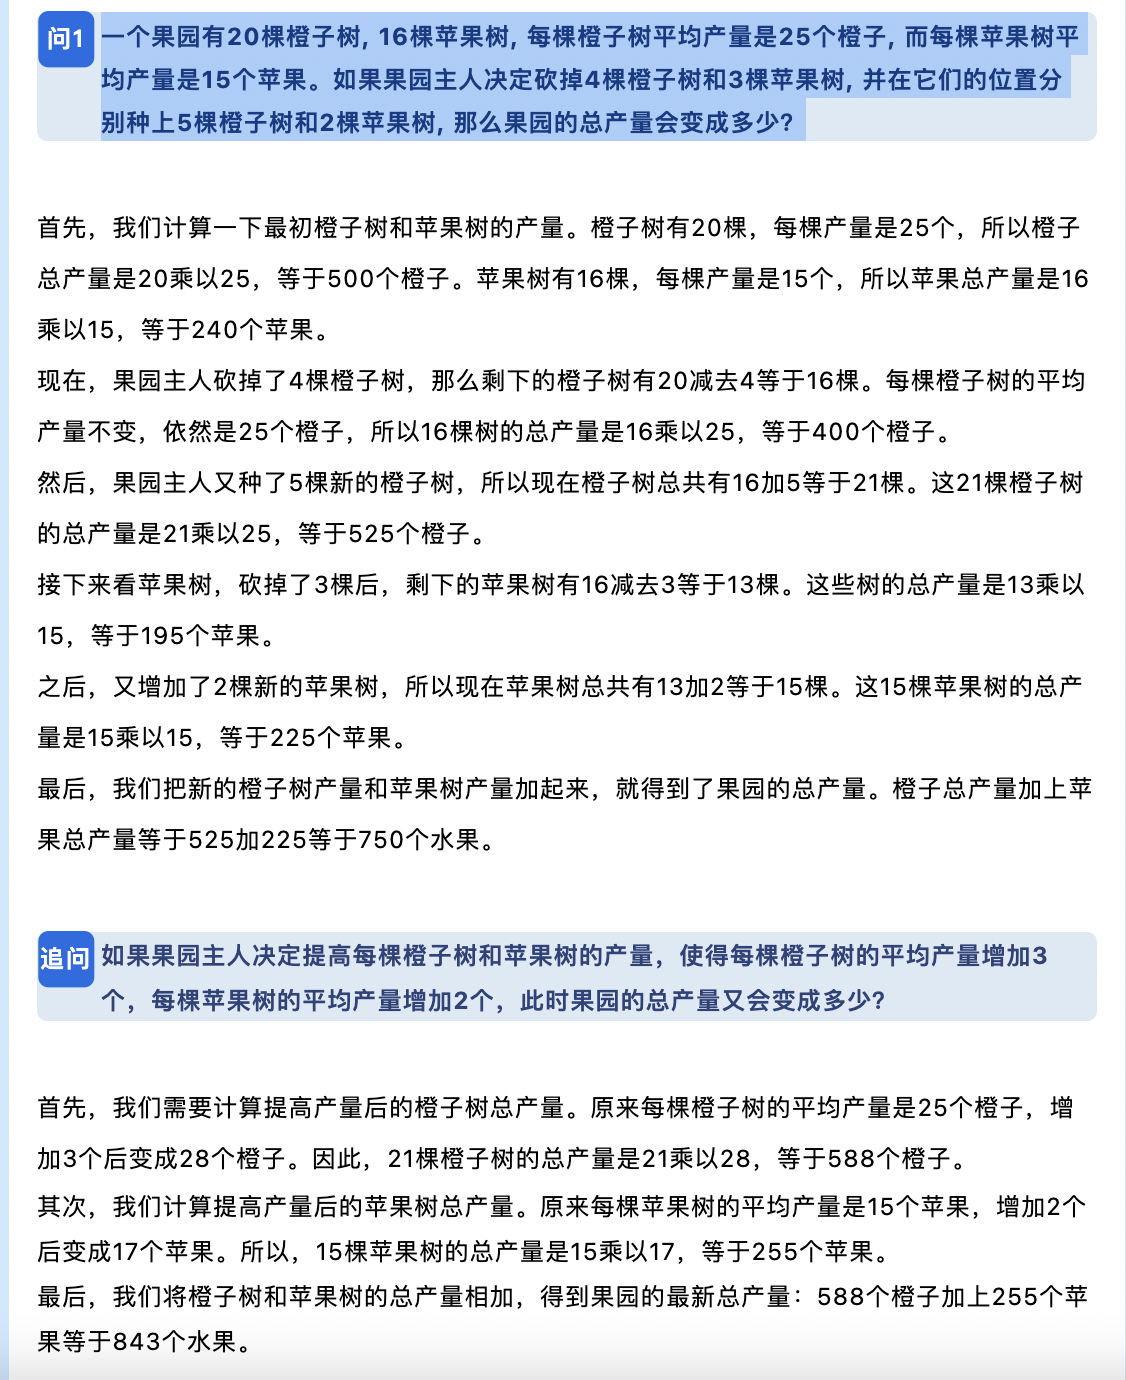 问1
一个果园有20棵橙子树, 16棵苹果树, 每棵橙子树平均产量是25个橙子, 而每棵苹果树平
均产量是15个苹果。如果果园主人决定砍掉4棵橙子树和3棵苹果树, 并在它们的位置分
别种上5棵橙子树和2棵苹果树, 那么果园的总产量会变成多少?
首先，我们计算一下最初橙子树和苹果树的产量。橙子树有20棵，每棵产量是25个，所以橙子
总产量是20乘以25，等于500个橙子。苹果树有16棵，每棵产量是15个，所以苹果总产量是16
乘以15，等于240个苹果。
现在，果园主人砍掉了4棵橙子树，那么剩下的橙子树有20减去4等于16棵。每棵橙子树的平均
产量不变，依然是25个橙子，所以16棵树的总产量是16乘以25，等于400个橙子。
然后，果园主人又种了5棵新的橙子树，所以现在橙子树总共有16加5等于21棵。这21棵橙子树
的总产量是21乘以25，等于525个橙子。
接下来看苹果树，砍掉了3棵后，剩下的苹果树有16减去3等于13棵。这些树的总产量是13乘以
15，等于195个苹果。
之后，又增加了2棵新的苹果树，所以现在苹果树总共有13加2等于15棵。这15棵苹果树的总产
量是15乘以15，等于225个苹果。
最后，我们把新的橙子树产量和苹果树产量加起来，就得到了果园的总产量。橙子总产量加上苹
果总产量等于525加225等于750个水果。
追问
如果果园主人决定提高每棵橙子树和苹果树的产量，使得每棵橙子树的平均产量增加3
个，每棵苹果树的平均产量增加2个，此时果园的总产量又会变成多少?
首先，我们需要计算提高产量后的橙子树总产量。原来每棵橙子树的平均产量是25个橙子，增
加3个后变成28个橙子。因此，21棵橙子树的总产量是21乘以28，等于588个橙子。
其次，我们计算提高产量后的苹果树总产量。原来每棵苹果树的平均产量是15个苹果，增加2个
后变成17个苹果。所以，15棵苹果树的总产量是15乘以17，等于255个苹果。
最后，我们将橙子树和苹果树的总产量相加，得到果园的最新总产量：588个橙子加上255个苹
果等于843个水果。